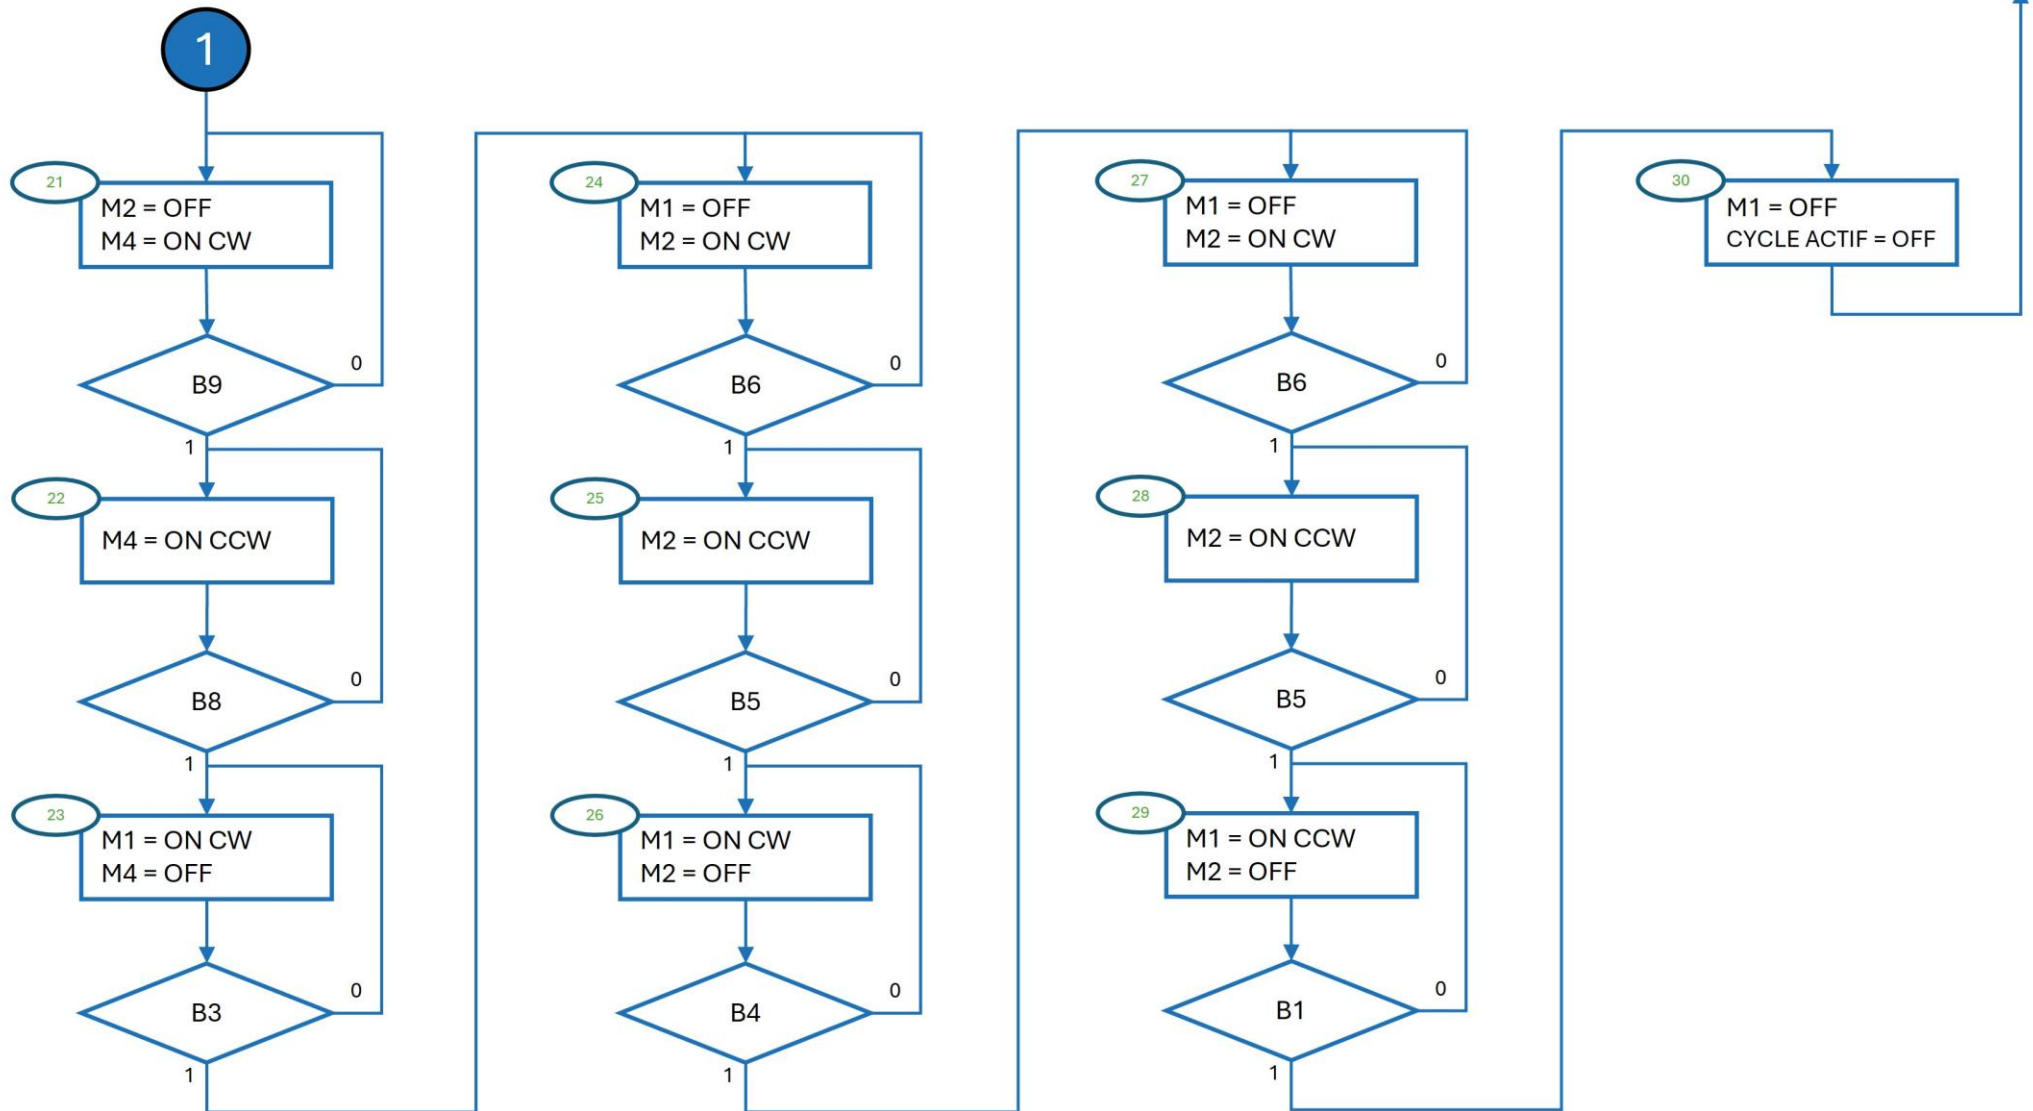 1
21
M2 = OFF
M4 = ON CW
B9
0
1
22
M4 = ON CCW
B8
0
1
23
M1 = ON CW
M4 = OFF
B3
0
1
24
M1 = OFF
M2 = ON CW
B6
0
1
25
M2 = ON CCW
B5
0
1
26
M1 = ON CW
M2 = OFF
B4
0
1
27
M1 = OFF
M2 = ON CW
B6
0
1
28
M2 = ON CCW
B5
0
1
29
M1 = ON CCW
M2 = OFF
B1
0
1
30
M1 = OFF
CYCLE ACTIF = OFF